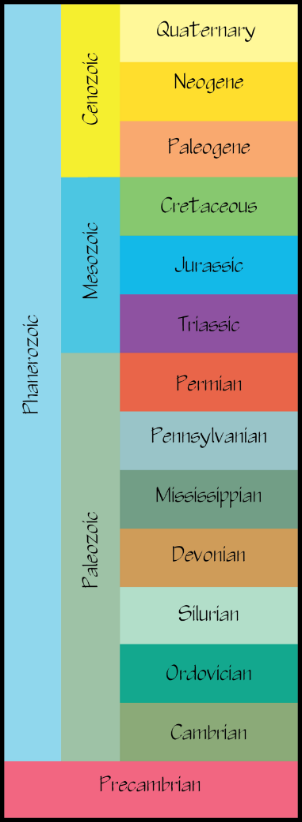 Phanerozoic
Cenozoic
Quaternary
Neogene
Paleogene
Mesozoic
Cretaceous
Jurassic
Triassic
Paleozoic
Permian
Pennsylvanian
Mississippian
Devonian
Silurian
Ordovician
Cambrian
Precambrian